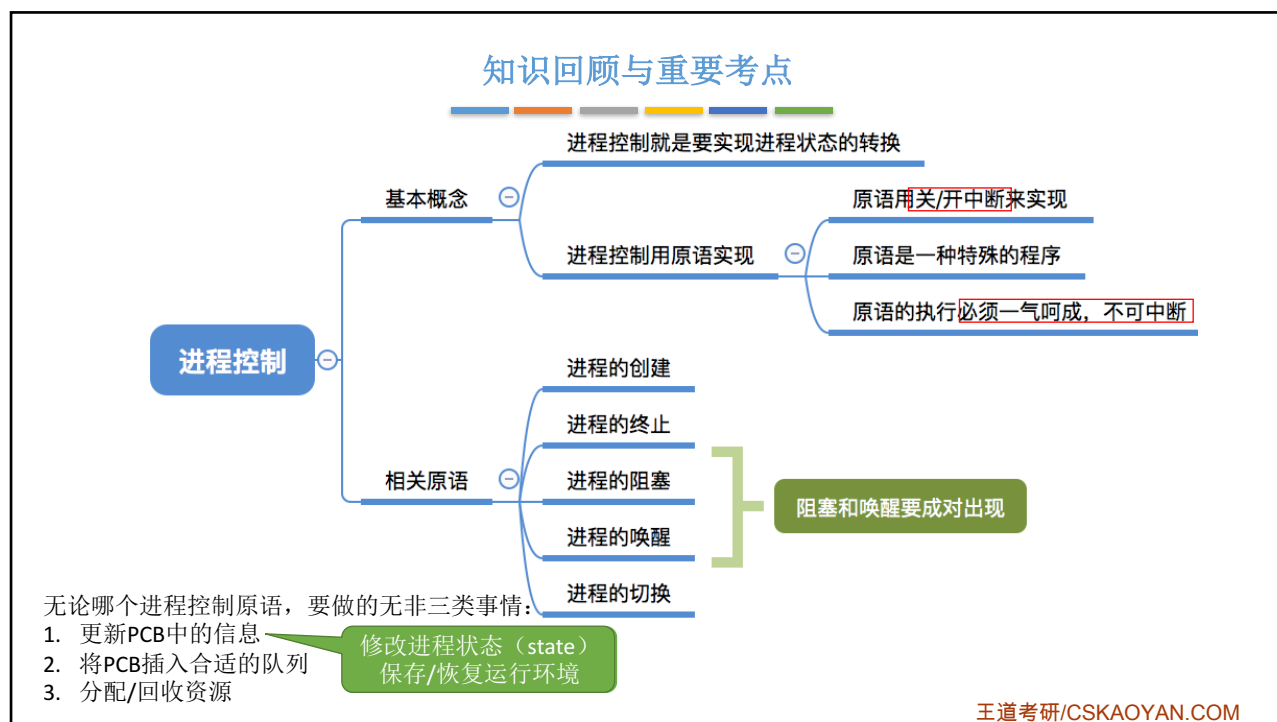 知识回顾与重要考点
进程控制就是要实现进程状态的转换
基本概念
原语用关/开中断来实现
进程控制用原语实现
原语是一种特殊的程序
原语的执行必须一气呵成，不可中断
进程控制
进程的创建
进程的终止
相关原语
进程的阻塞
阻塞和唤醒要成对出现
进程的唤醒
进程的切换
无论哪个进程控制原语，要做的无非三类事情：
1. 更新PCB中的信息
2. 将PCB插入合适的队列
3. 分配/回收资源
修改进程状态（state）
保存/恢复运行环境
王道考研/CSKAOYAN.COM